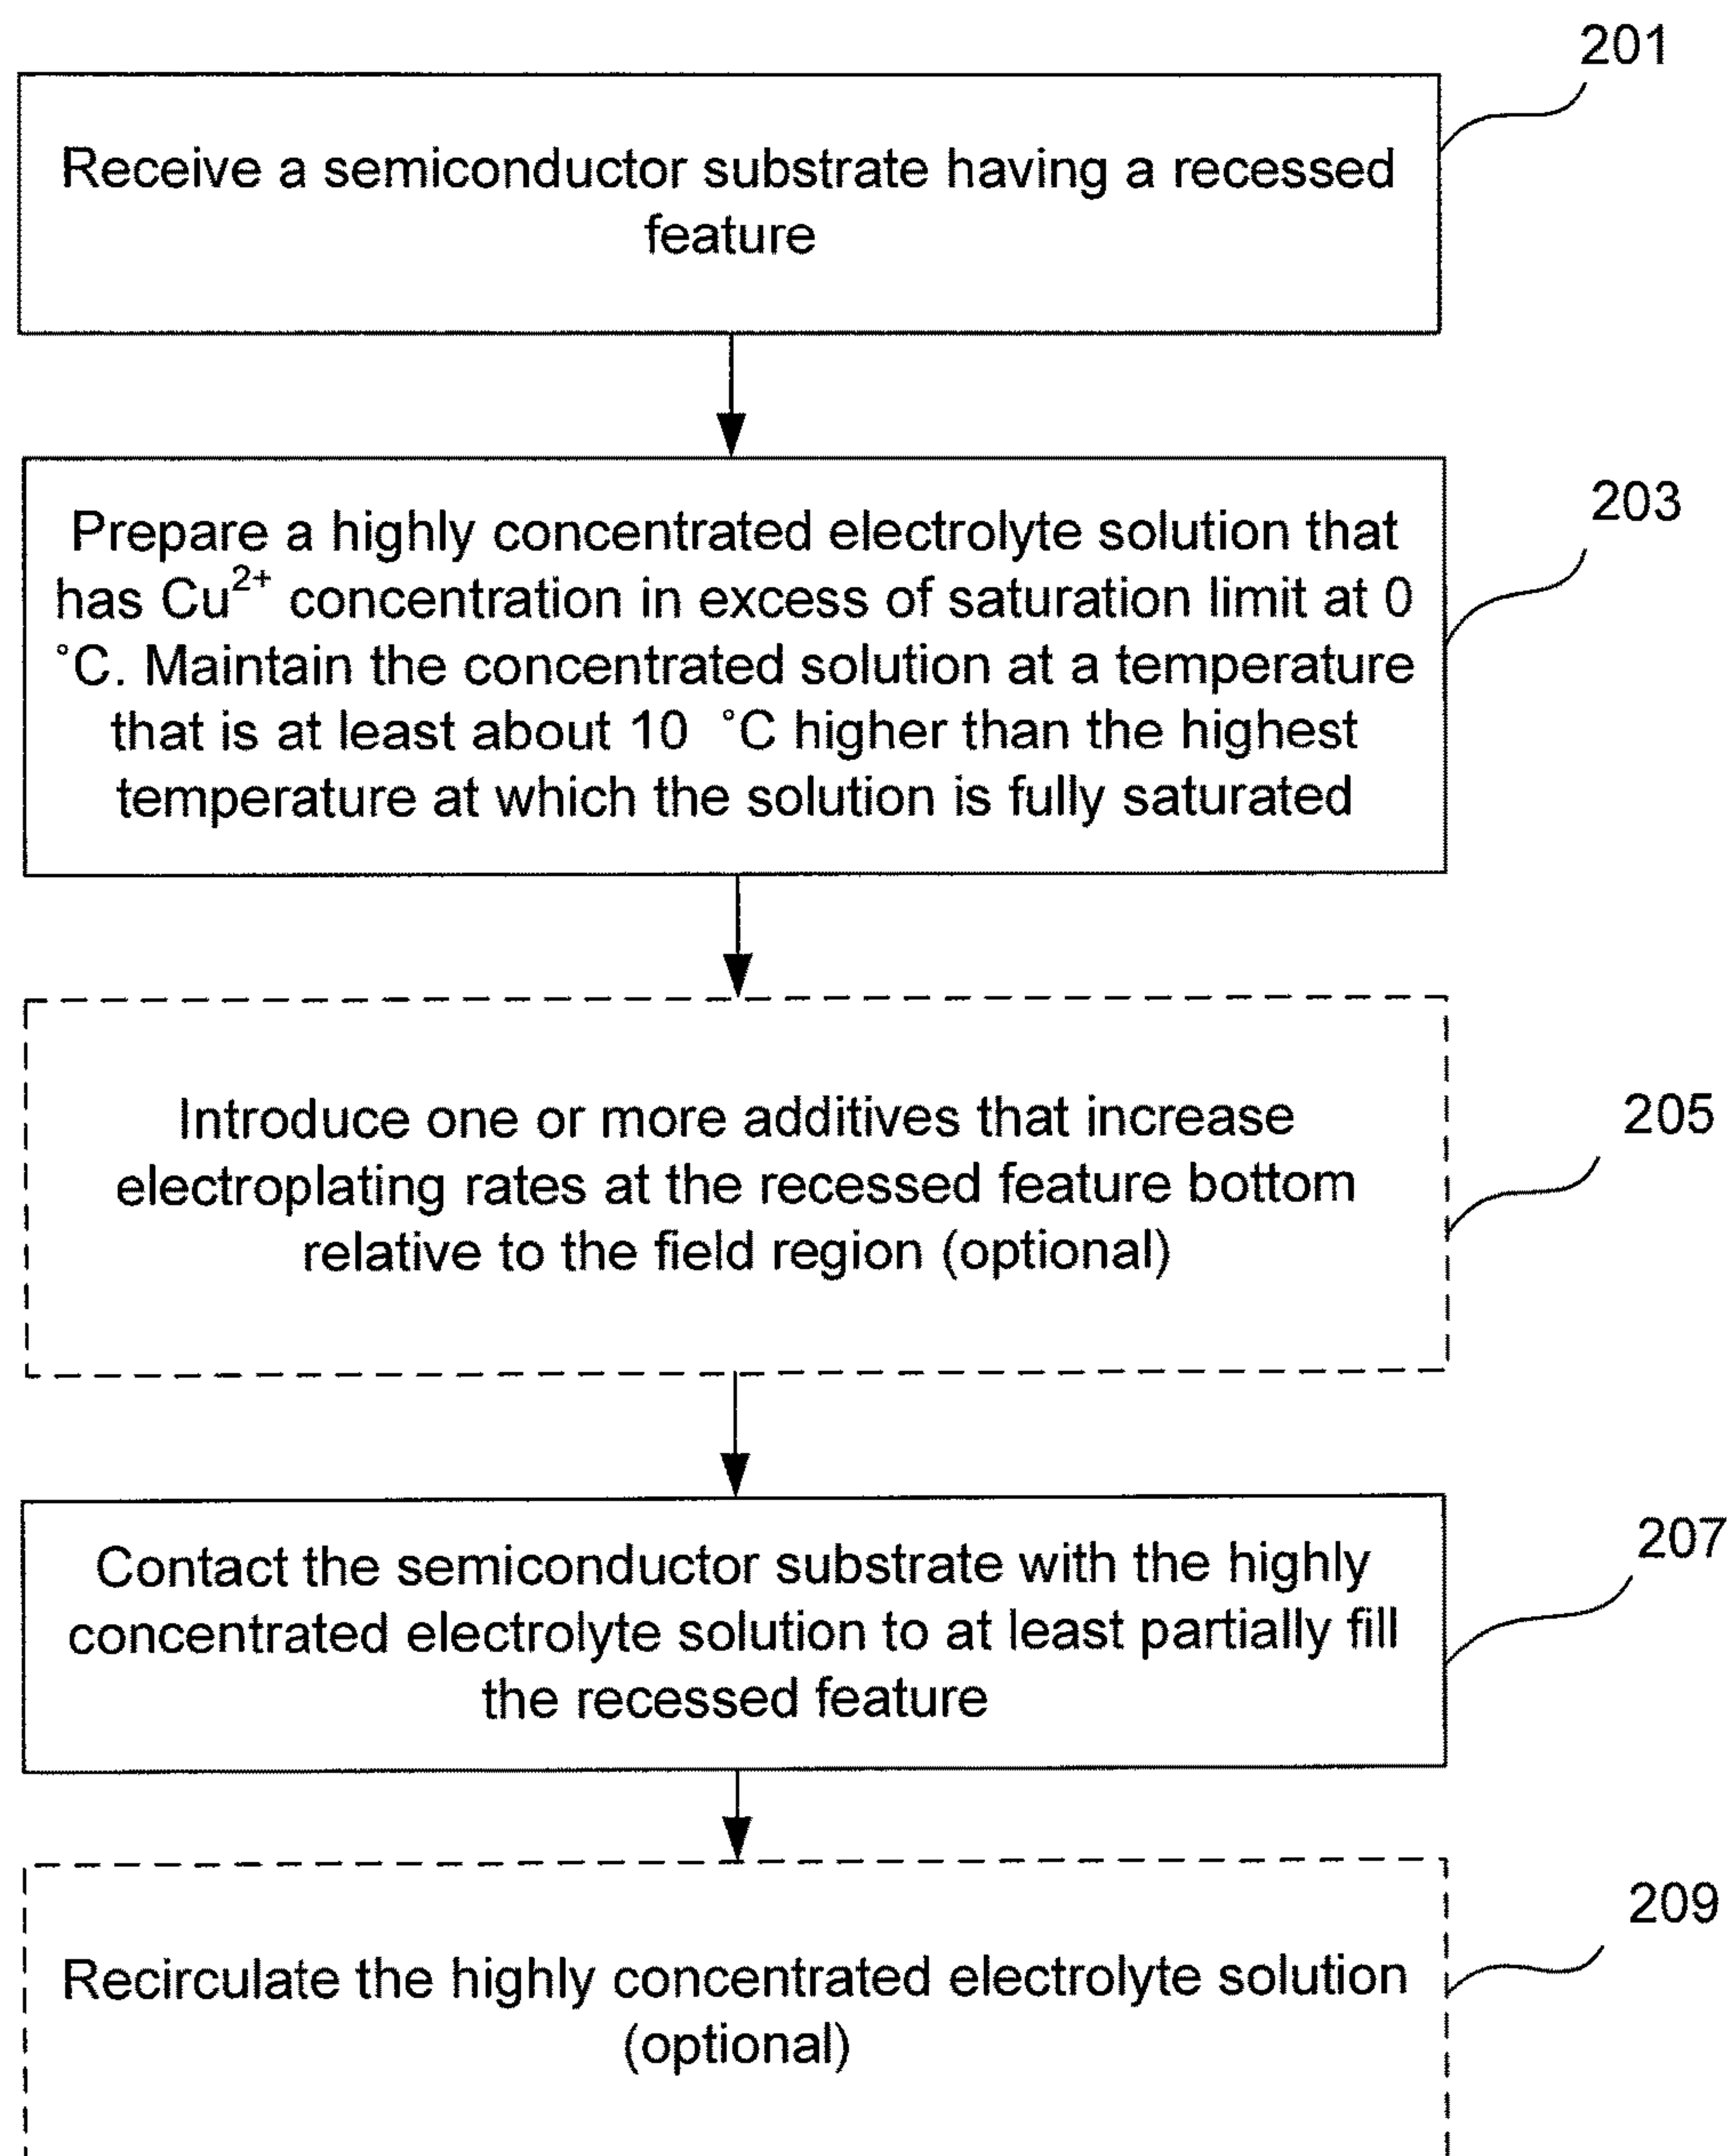 201
Receive a semiconductor substrate having a recessed
feature
203
Prepare a highly concentrated electrolyte solution that
has Cu²⁺ concentration in excess of saturation limit at 0
°C. Maintain the concentrated solution at a temperature
that is at least about 10 °C higher than the highest
temperature at which the solution is fully saturated
205
Introduce one or more additives that increase
electroplating rates at the recessed feature bottom
relative to the field region (optional)
207
Contact the semiconductor substrate with the highly
concentrated electrolyte solution to at least partially fill
the recessed feature
209
Recirculate the highly concentrated electrolyte solution
(optional)